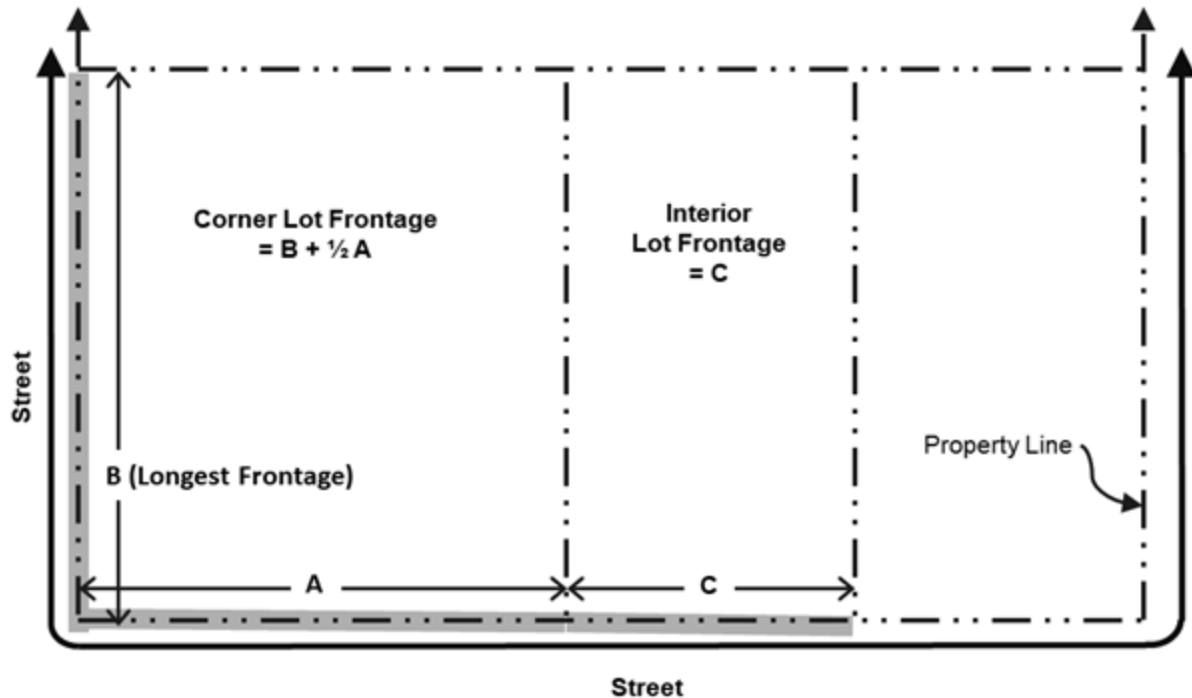 Corner Lot Frontage
= B + ½ A
Interior
Lot Frontage
= C
Street
Property Line
B (Longest Frontage)
A
C
Street